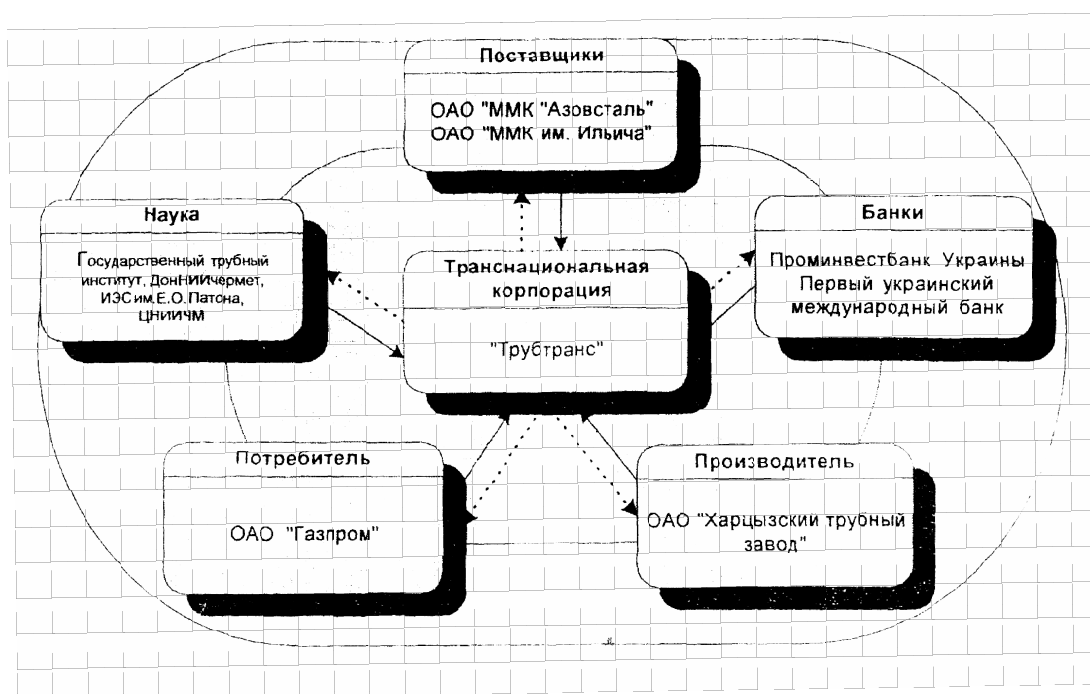 Поставщики
ОАО "ММК "Азовсталь"
ОАО "ММК им. Ильича"
Наука
Государственный трубный
институт, ДонНИИчермет,
ИЭС им. Е.О. Патона,
ЦНИИЧМ
Банки
Проминвестбанк Украины
Первый украинский
международный банк
Транснациональная
корпорация
"Трубтранс"
Потребитель
ОАО "Газпром"
Производитель
ОАО "Харцызский трубный
завод"